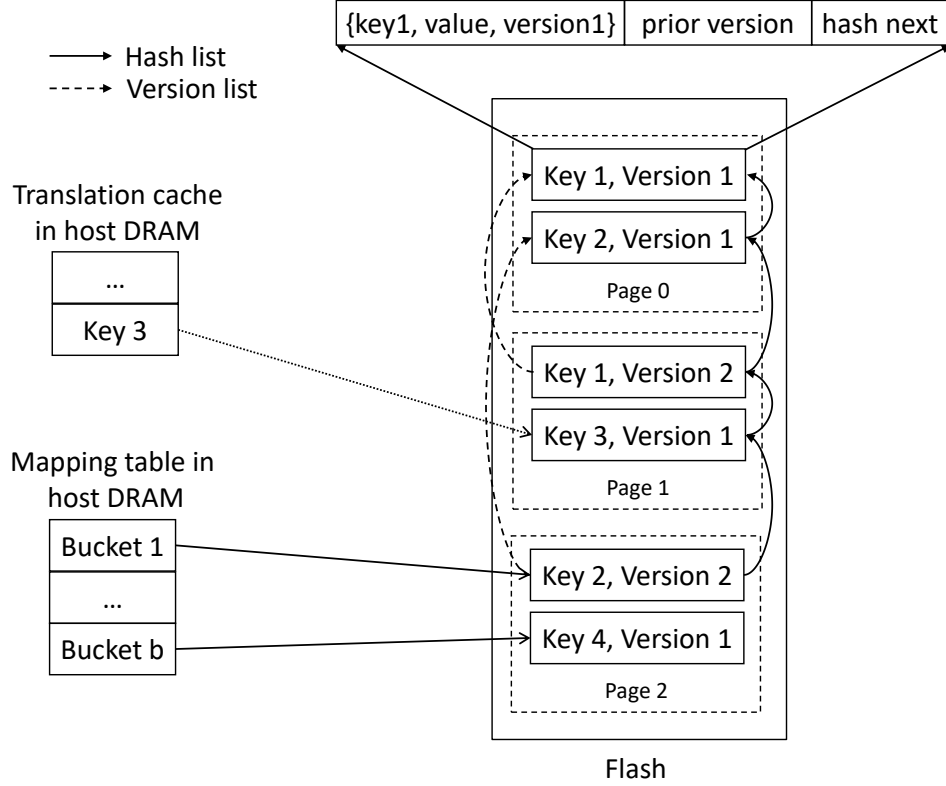 {key1, value, version1} prior version hash next
Hash list
Version list
Translation cache
in host DRAM
...
Key 3
Mapping table in
host DRAM
Bucket 1
...
Bucket b
Key 1, Version 1
Key 2, Version 1
Page 0
Key 1, Version 2
Key 3, Version 1
Page 1
Key 2, Version 2
Key 4, Version 1
Page 2
Flash